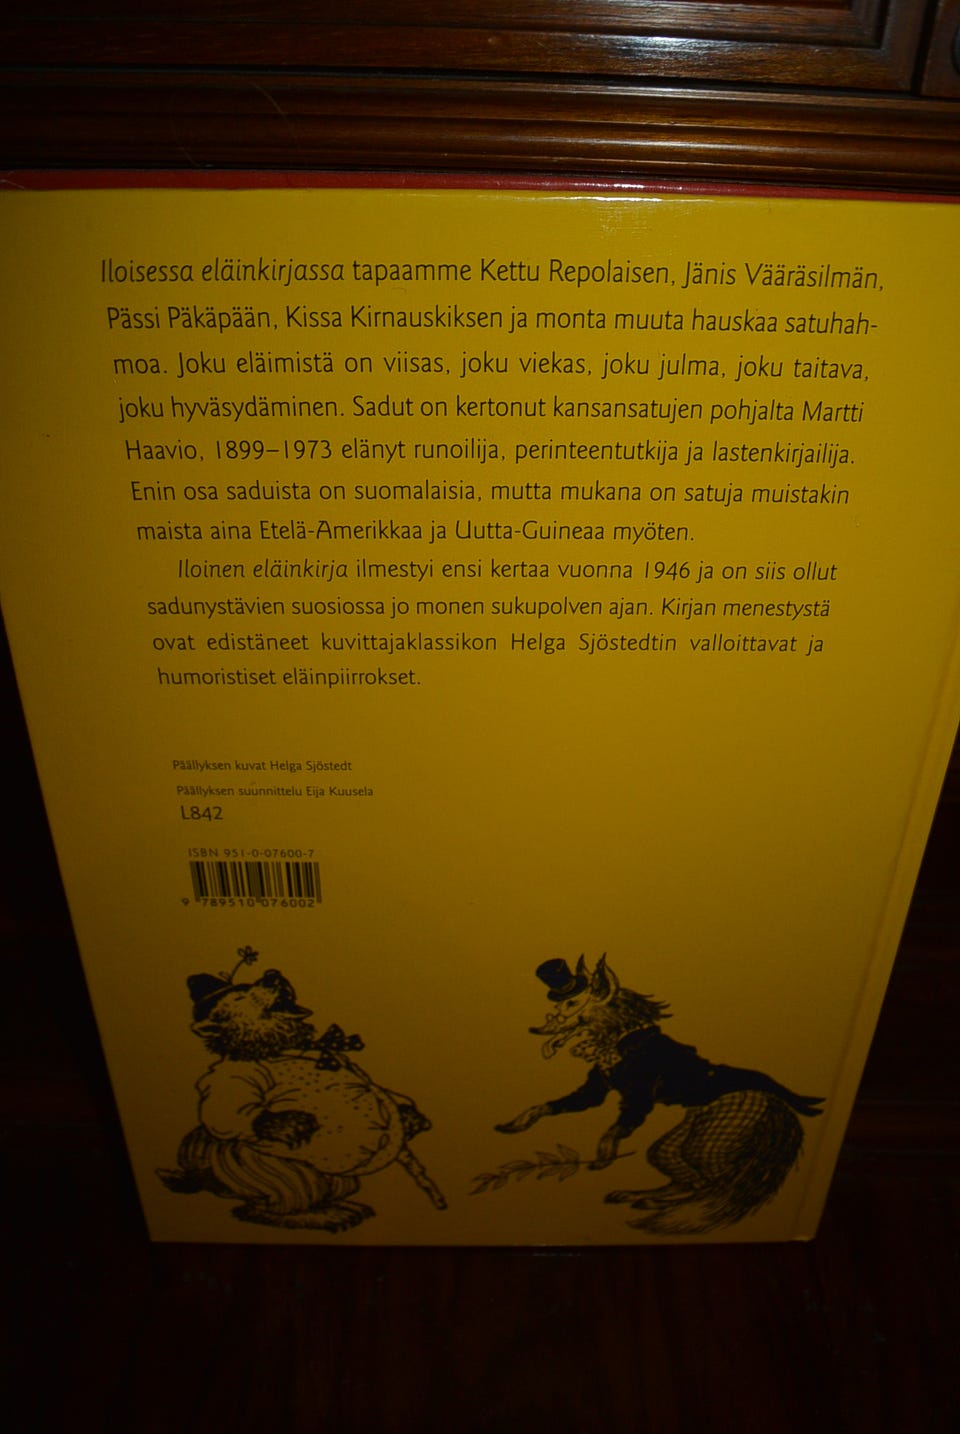 Iloisessa eläinkirjassa tapaamme Kettu Repolaisen, Jänis Vääräsilmän,
Pässi Päkäpään, Kissa Kirnauskiksen ja monta muuta hauskaa satuhah-
moa. Joku eläimistä on viisas, joku viekas, joku julma, joku taitava,
joku hyväsydäminen. Sadut on kertonut kansansatujen pohjalta Martti
Haavio, 1899–1973 elänyt runoilija, perinteentutkija ja lastenkirjailija.
Enin osa saduista on suomalaisia, mutta mukana on satuja muistakin
maista aina Etelä-Amerikkaa ja Uutta-Guineaa myöten.
Iloinen eläinkirja ilmestyi ensi kertaa vuonna 1946 ja on siis ollut
sadunystävien suosiossa jo monen sukupolven ajan. Kirjan menestystä
ovat edistäneet kuvittajaklassikon Helga Sjöstedtin valloittavat ja
humoristiset eläinpiirrokset.
Päällyksen kuvat Helga Sjöstedt
Päällyksen suunnittelu Eija Kuusela
L842
ISBN 951-0-07600-7
9 789510 076002